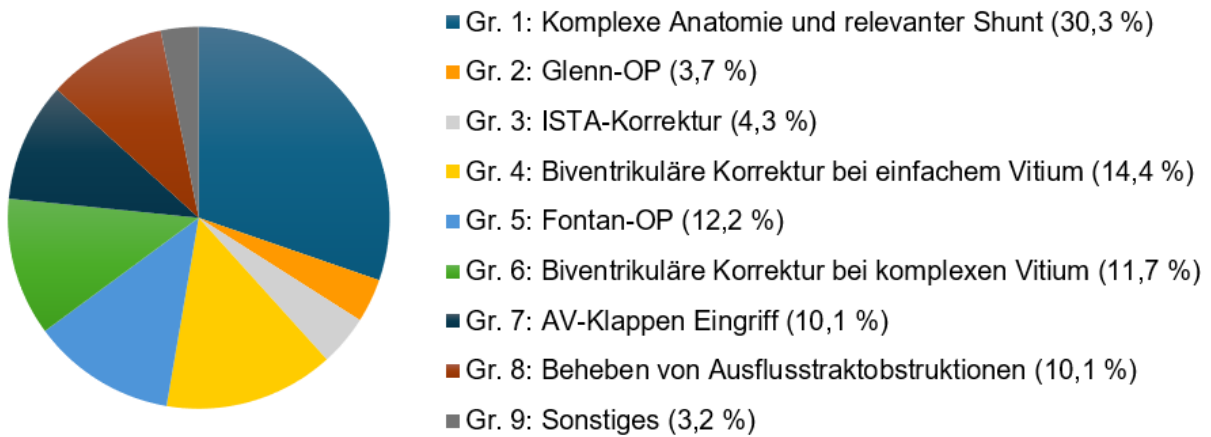 Gr. 1: Komplexe Anatomie und relevanter Shunt (30,3 %)
Gr. 2: Glenn-OP (3,7 %)
Gr. 3: ISTA-Korrektur (4,3 %)
Gr. 4: Biventrikuläre Korrektur bei einfachem Vitium (14,4 %)
Gr. 5: Fontan-OP (12,2 %)
Gr. 6: Biventrikuläre Korrektur bei komplexen Vitium (11,7 %)
Gr. 7: AV-Klappen Eingriff (10,1 %)
Gr. 8: Beheben von Ausflusstraktobstruktionen (10,1 %)
Gr. 9: Sonstiges (3,2 %)